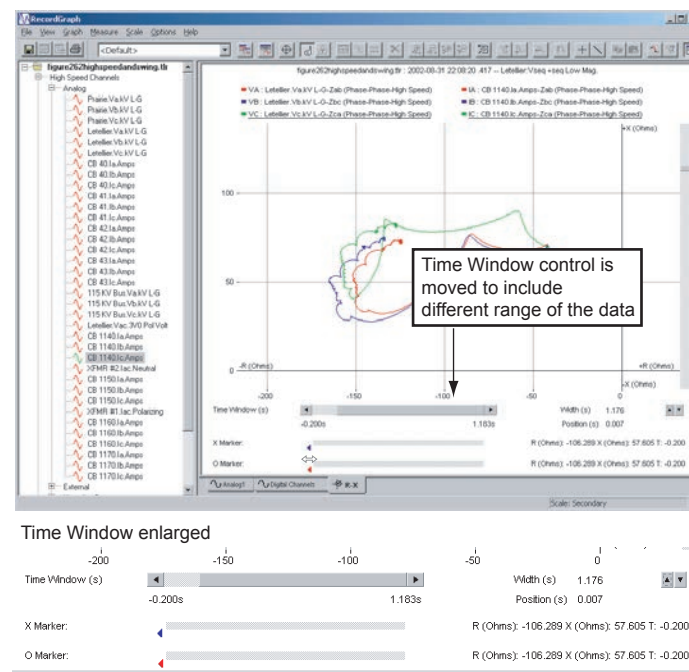 RecordGraph
File View Graph Measure Scale Options Help
<Default>
figure262highspeedandswing.tlr
High Speed Channels
Analog
Prairie.Va.kV L-G
Prairie.Vb.kV L-G
Prairie.Vc.kV L-G
Letellier.Va.kV L-G
Letellier.Vb.kV L-G
Letellier.Vc.kV L-G
CB 40.Ia.Amps
CB 40.Ib.Amps
CB 40.Ic.Amps
CB 41.Ia.Amps
CB 41.Ib.Amps
CB 41.Ic.Amps
CB 42.Ia.Amps
CB 42.Ib.Amps
CB 42.Ic.Amps
CB 43.Ia.Amps
CB 43.Ib.Amps
CB 43.Ic.Amps
115 KV Bus.Va.kV L-G
115 KV Bus.Vb.kV L-G
115 KV Bus.Vc.kV L-G
Letellier.Vac.3V0 Pol Volt
CB 1140.Ia.Amps
CB 1140.Ib.Amps
CB 1140.Ic.Amps
XFMR #2.Iac.Neutral
CB 1150.Ia.Amps
CB 1150.Ib.Amps
CB 1150.Ic.Amps
XFMR #1.Iac.Polarizing
CB 1160.Ia.Amps
CB 1160.Ib.Amps
CB 1160.Ic.Amps
CB 1170.Ia.Amps
CB 1170.Ib.Amps
CB 1170.Ic.Amps
External
figure262highspeedandswing.tlr : 2002-08-31 22:08:20 .417 -- Letellier:Vseq +seq Low Mag.
VA : Letellier.Va.kV L-G-Zab (Phase-Phase-High Speed) IA : CB 1140.Ia.Amps-Zab (Phase-Phase-High Speed)
VB : Letellier.Vb.kV L-G-Zbc (Phase-Phase-High Speed) IB : CB 1140.Ib.Amps-Zbc (Phase-Phase-High Speed)
VC : Letellier.Vc.kV L-G-Zca (Phase-Phase-High Speed) IC : CB 1140.Ic.Amps-Zca (Phase-Phase-High Speed)
+X (Ohms)
100
50
0
Time Window control is
moved to include
different range of the data
-R (Ohms) +R (Ohms)
-X (Ohms)
-200 -150 -100 -50 0
Time Window (s) Width (s) 1.176
-0.200s 1.183s Position (s) 0.007
X Marker: R (Ohms): -106.289 X (Ohms): 57.605 T: -0.200
O Marker: R (Ohms): -106.289 X (Ohms): 57.605 T: -0.200
Analog1 Digital Channels R-X
Scale: Secondary
Time Window enlarged
-200 -150 -100 -50 0
Time Window (s) Width (s) 1.176
-0.200s 1.183s Position (s) 0.007
X Marker: R (Ohms): -106.289 X (Ohms): 57.605 T: -0.200
O Marker: R (Ohms): -106.289 X (Ohms): 57.605 T: -0.200